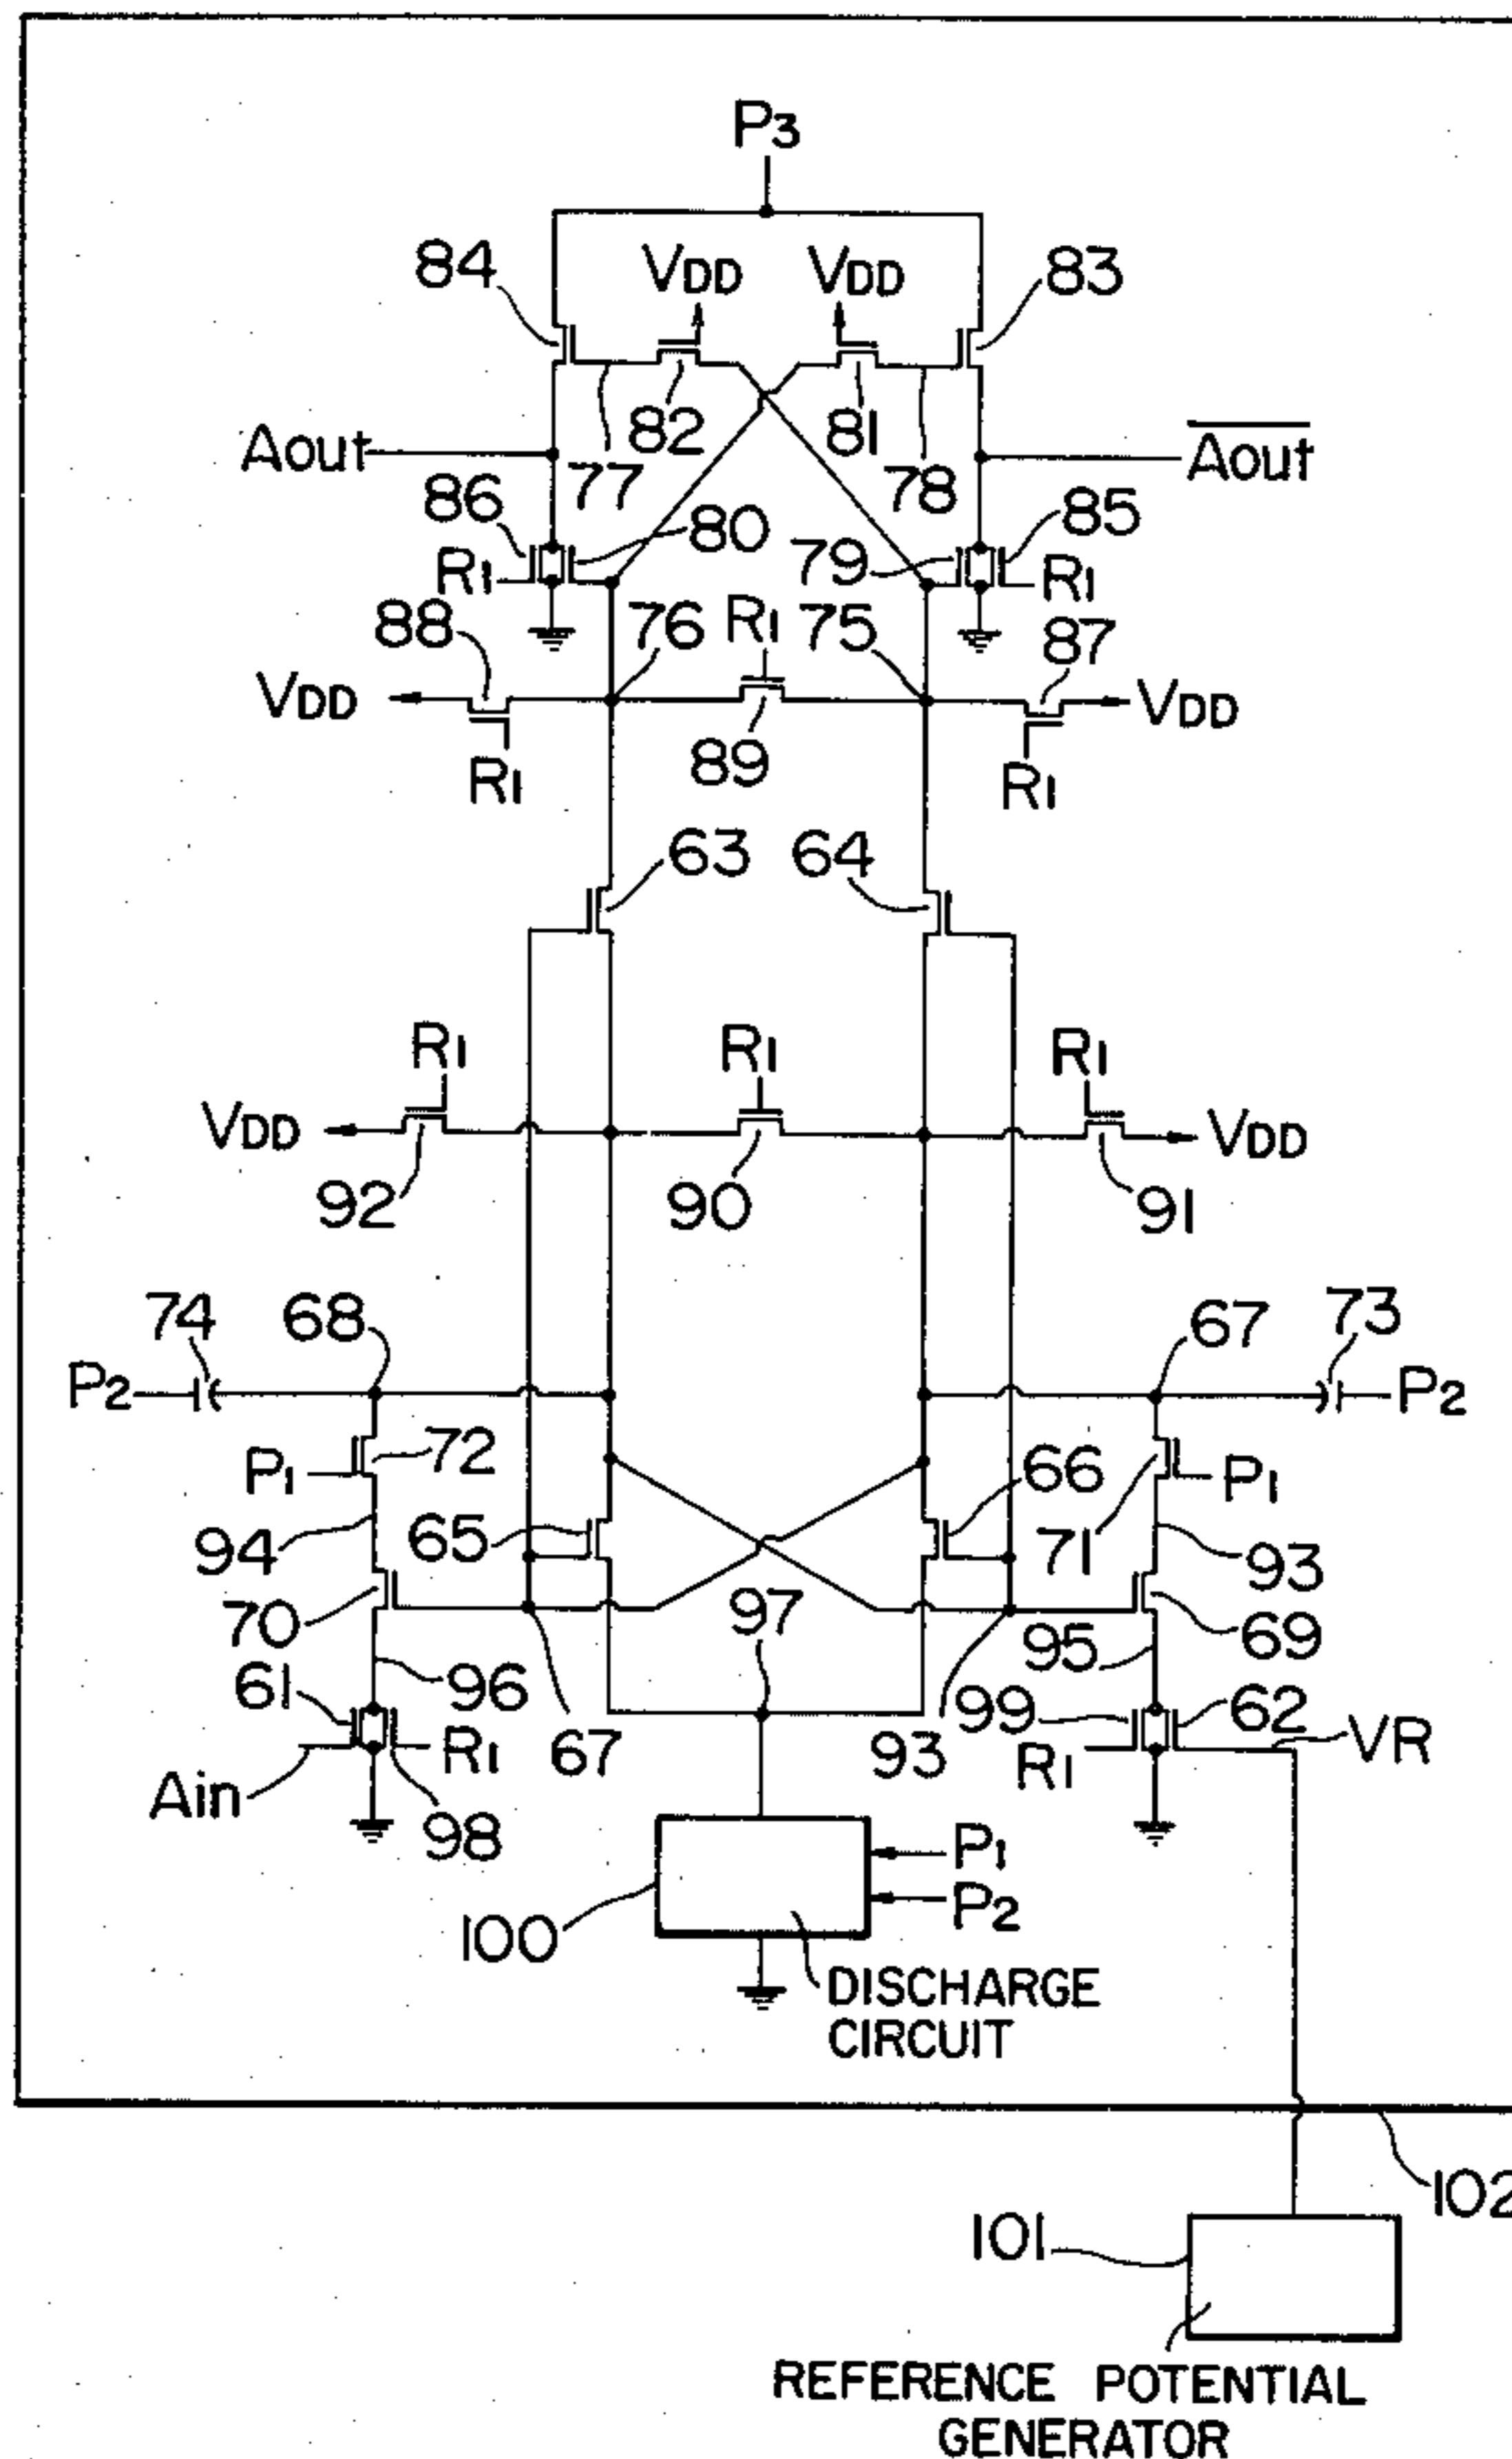 P3
84
VDD
VDD
83
82
81
Aout
77
78
Aout
86
80
79
85
R1
R1
88
76
R1
75
87
VDD
VDD
89
R1
R1
63
64
R1
R1
R1
VDD
VDD
92
90
91
74
68
67
73
P2
P2
P1
72
66
P1
94
65
71
93
70
97
95
69
61
96
99
62
VR
R1
67
93
R1
Ain
98
P1
P2
100
DISCHARGE
CIRCUIT
102
101
REFERENCE POTENTIAL
GENERATOR